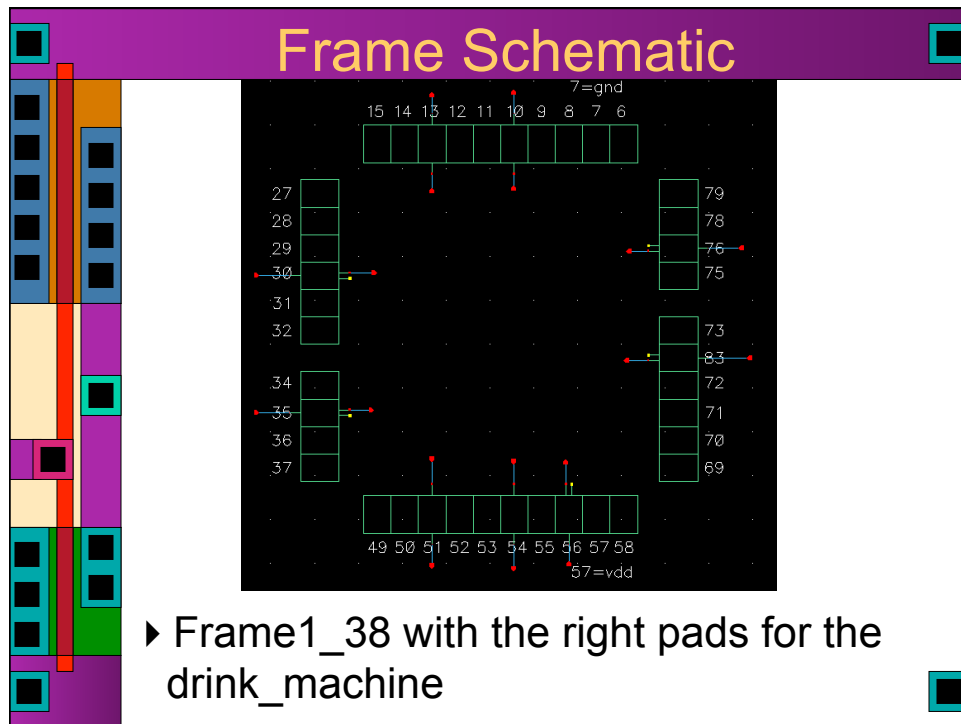 Frame Schematic
7=gnd
15 14 13 12 11 10 9 8 7 6
27
28
29
30
31
32
34
35
36
37
79
78
76
75
73
83
72
71
70
69
49 50 51 52 53 54 55 56 57 58
57=vdd
Frame1_38 with the right pads for the
drink_machine